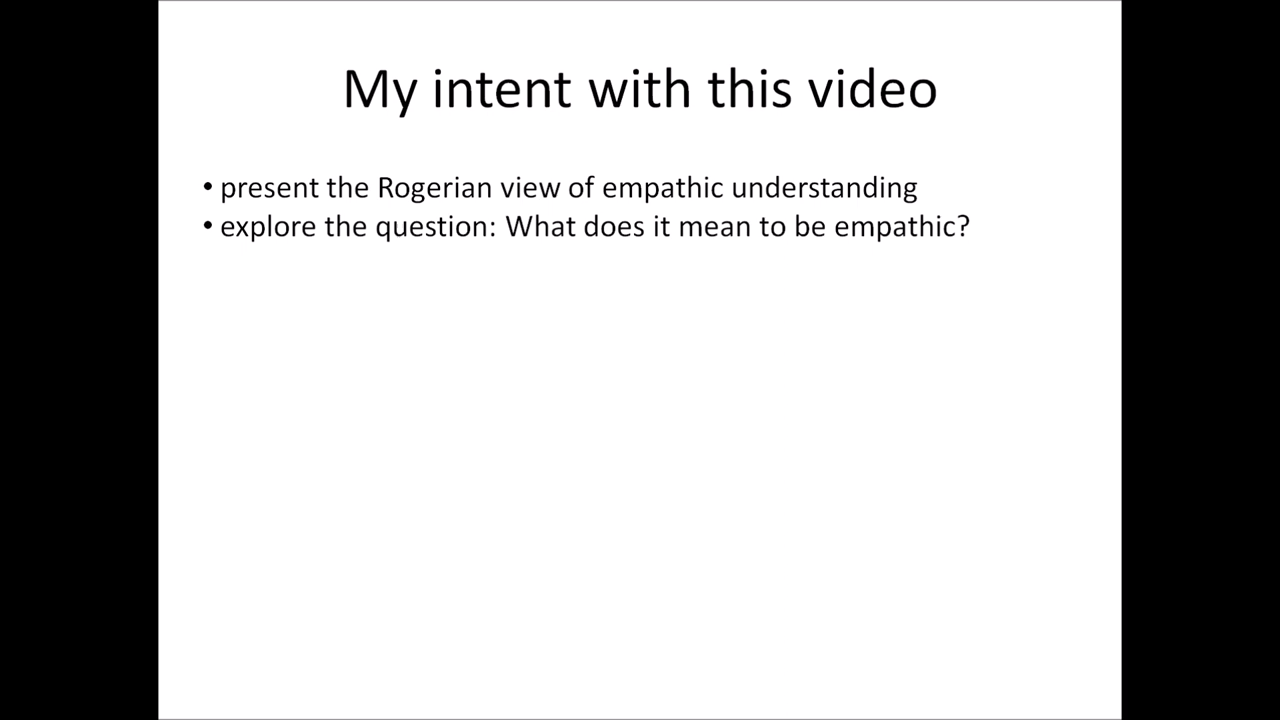 My intent with this video
• present the Rogerian view of empathic understanding
• explore the question: What does it mean to be empathic?